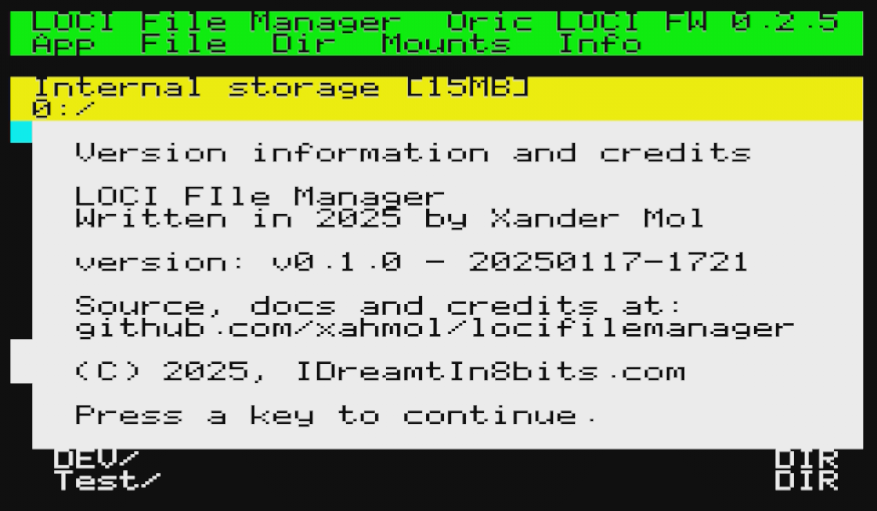 LOCI File Manager Oric LOCI FW 0.2.5
App File Dir Mounts Info
Internal storage [15MB]
0:/
Version information and credits
LOCI FIle Manager
Written in 2025 by Xander Mol
version: v0.1.0 - 20250117-1721
Source, docs and credits at:
github.com/xahmol/locifilemanager
(C) 2025, IDreamtIn8bits.com
Press a key to continue.
DEV/ DIR
Test/ DIR